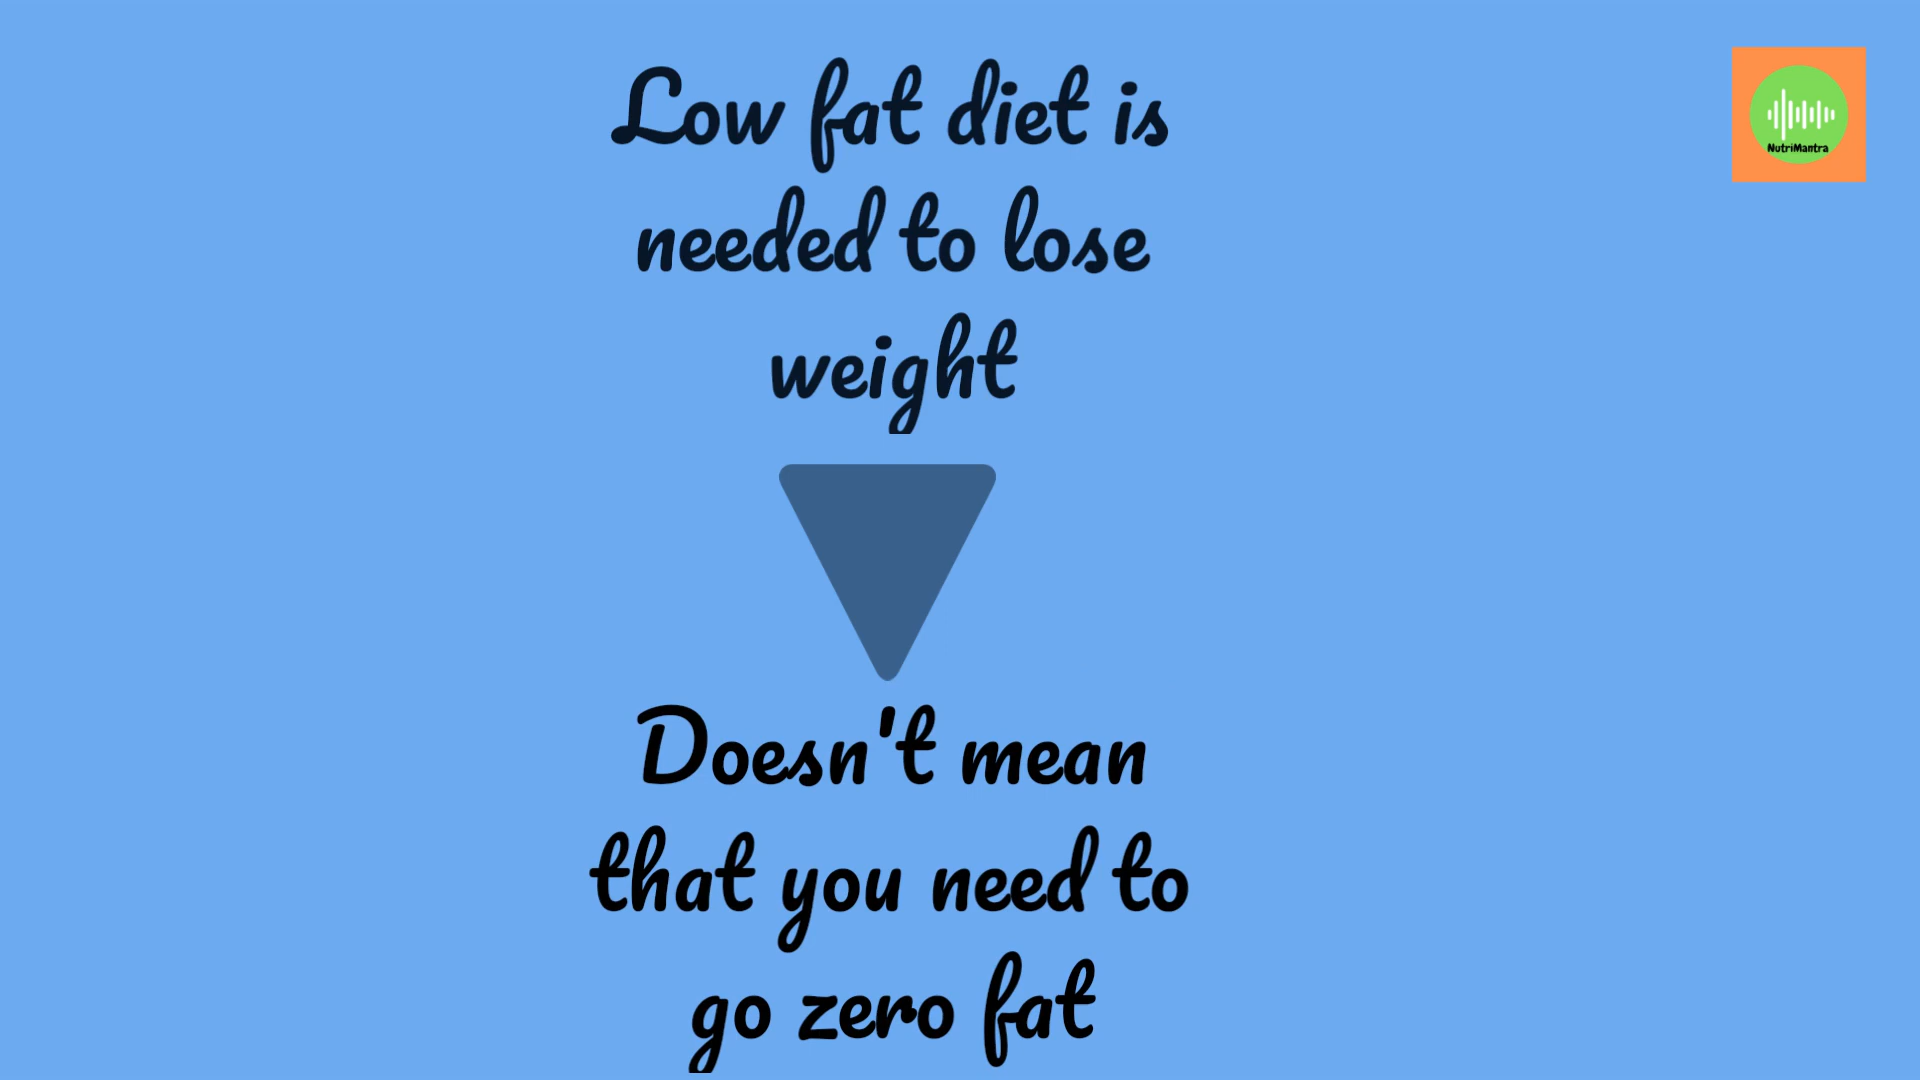 Low fat diet is
needed to lose
weight
Doesn't mean
that you need to
go zero fat
NutriMantra